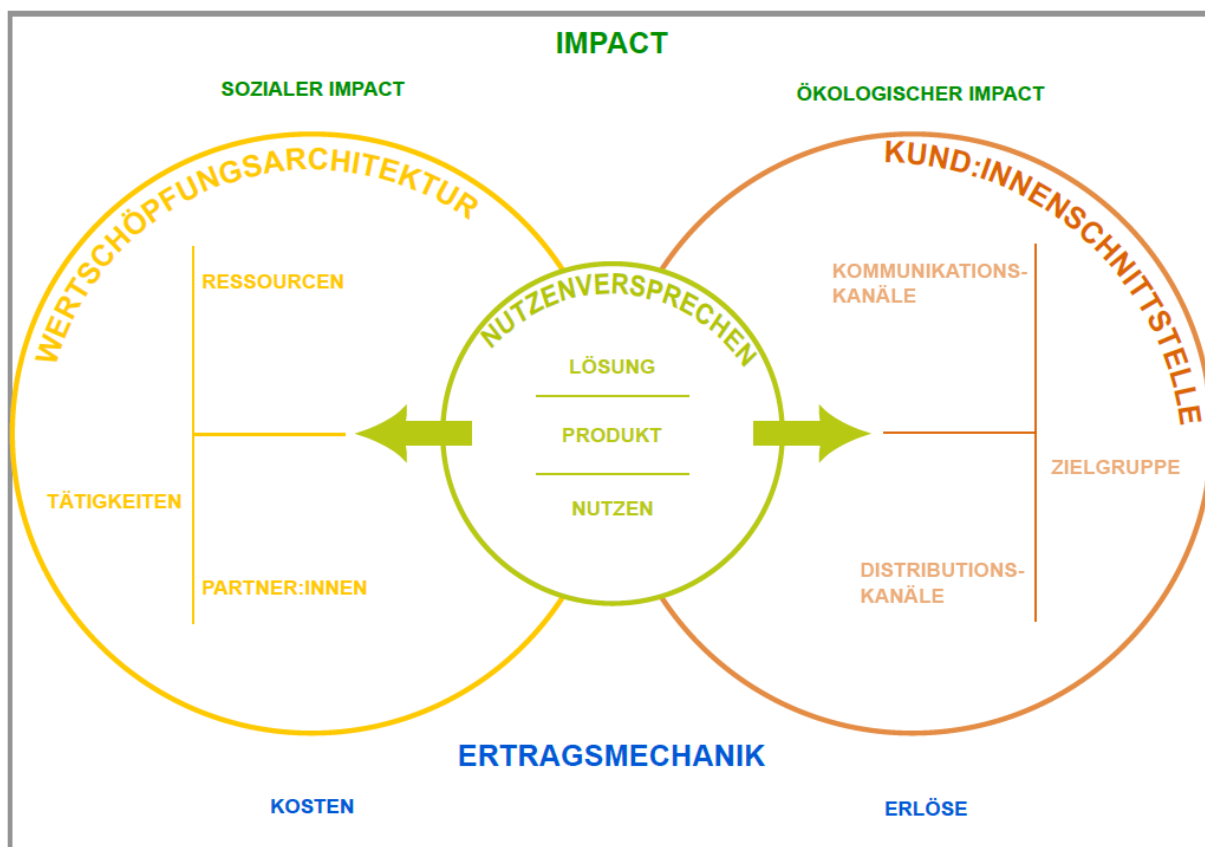 IMPACT
SOZIALER IMPACT
ÖKOLOGISCHER IMPACT
WERTSCHÖPFUNGSARCHITEKTUR
RESSOURCEN
TÄTIGKEITEN
PARTNER:INNEN
NUTZENVERSPRECHEN
LÖSUNG
PRODUKT
NUTZEN
KUND:INNENSCHNITTSTELLE
KOMMUNIKATIONS-
KANÄLE
ZIELGRUPPE
DISTRIBUTIONS-
KANÄLE
ERTRAGSMECHANIK
KOSTEN
ERLÖSE